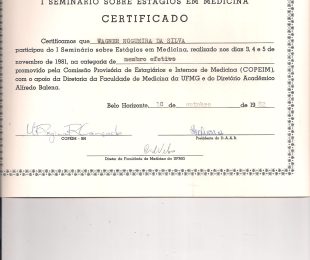 I SEMINÁRIO SOBRE ESTÁGIOS EM MEDICINA
CERTIFICADO
Certificamos que WAGNER NOGUEIRA DA SILVA
participou do I Seminário sobre Estágios em Medicina, realizado nos dias 3, 4 e 5 de
novembro de 1981, na categoria de membro efetivo
promovido pela Comissão Provisória de Estagiários e Internos de Medicina (COPEIM),
com o apoio da Diretoria da Faculdade de Medicina da UFMG e do Diretório Acadêmico
Alfredo Balena.
Belo Horizonte, de outubro de 19
COPEIM - BH
Presidente do D.A.A.B.
Diretor da Faculdade de Medicina da UFMG